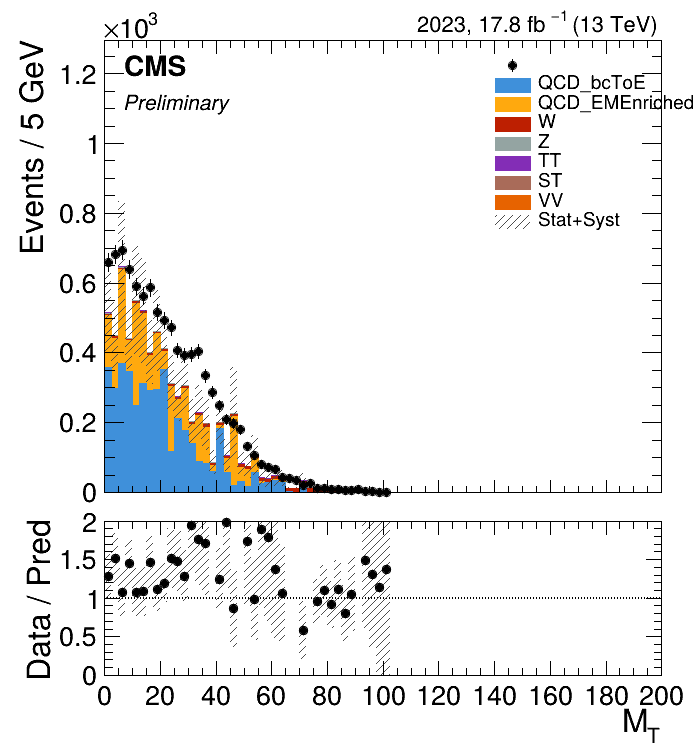 ×10³
2023, 17.8 fb⁻¹ (13 TeV)
CMS
Preliminary
Events / 5 GeV
1.2
1
0.8
0.6
0.4
0.2
0
QCD_bcToE
QCD_EMEnriched
W
Z
TT
ST
VV
Stat+Syst
Data / Pred
2
1.5
1
0.5
0
0 20 40 60 80 100 120 140 160 180 200
M_T